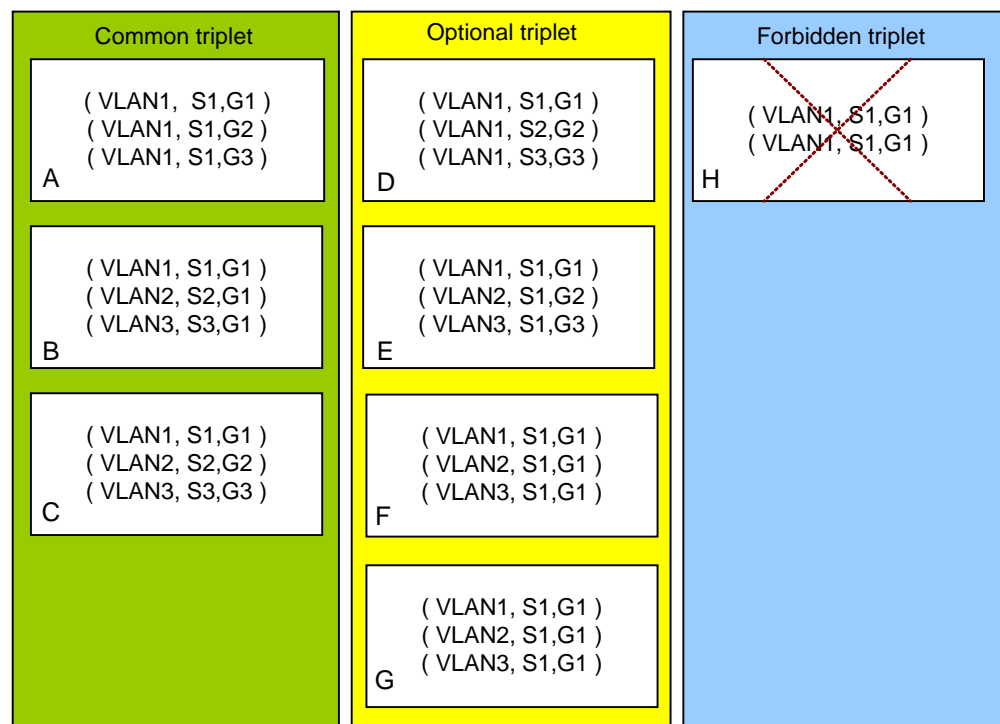 Common triplet
( VLAN1,  S1,G1 )
( VLAN1, S1,G2 )
( VLAN1, S1,G3 )
A
( VLAN1, S1,G1 )
( VLAN2, S2,G1 )
( VLAN3, S3,G1 )
B
( VLAN1, S1,G1 )
( VLAN2, S2,G2 )
( VLAN3, S3,G3 )
C
Optional triplet
( VLAN1, S1,G1 )
( VLAN1, S2,G2 )
( VLAN1, S3,G3 )
D
( VLAN1, S1,G1 )
( VLAN2, S1,G2 )
( VLAN3, S1,G3 )
E
( VLAN1, S1,G1 )
( VLAN2, S1,G1 )
( VLAN3, S1,G1 )
F
( VLAN1, S1,G1 )
( VLAN2, S1,G1 )
( VLAN3, S1,G1 )
G
Forbidden triplet
( VLAN1, S1,G1 )
( VLAN1, S1,G1 )
H